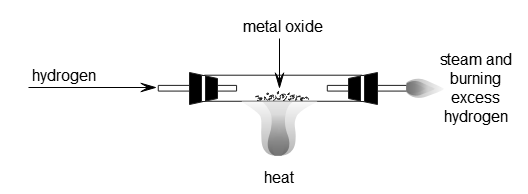 metal oxide
hydrogen
steam and
burning
excess
hydrogen
heat